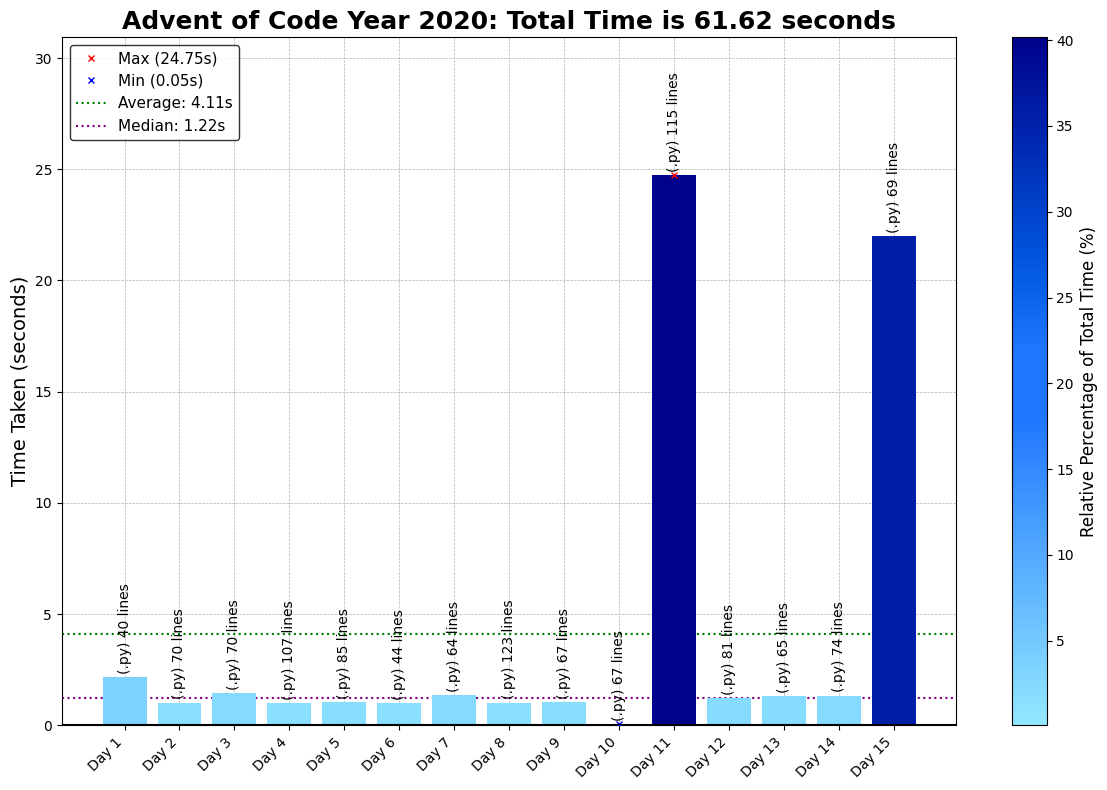 Advent of Code Year 2020: Total Time is 61.62 seconds
Max (24.75s)
Min (0.05s)
Average: 4.11s
Median: 1.22s
Time Taken (seconds)
30
25
20
15
10
5
0
(.py) 40 lines
(.py) 70 lines
(.py) 70 lines
(.py) 107 lines
(.py) 85 lines
(.py) 44 lines
(.py) 64 lines
(.py) 123 lines
(.py) 67 lines
(.py) 67 lines
(.py) 115 lines
(.py) 81 lines
(.py) 65 lines
(.py) 74 lines
(.py) 69 lines
Day 1
Day 2
Day 3
Day 4
Day 5
Day 6
Day 7
Day 8
Day 9
Day 10
Day 11
Day 12
Day 13
Day 14
Day 15
40
35
30
25
20
15
10
5
Relative Percentage of Total Time (%)